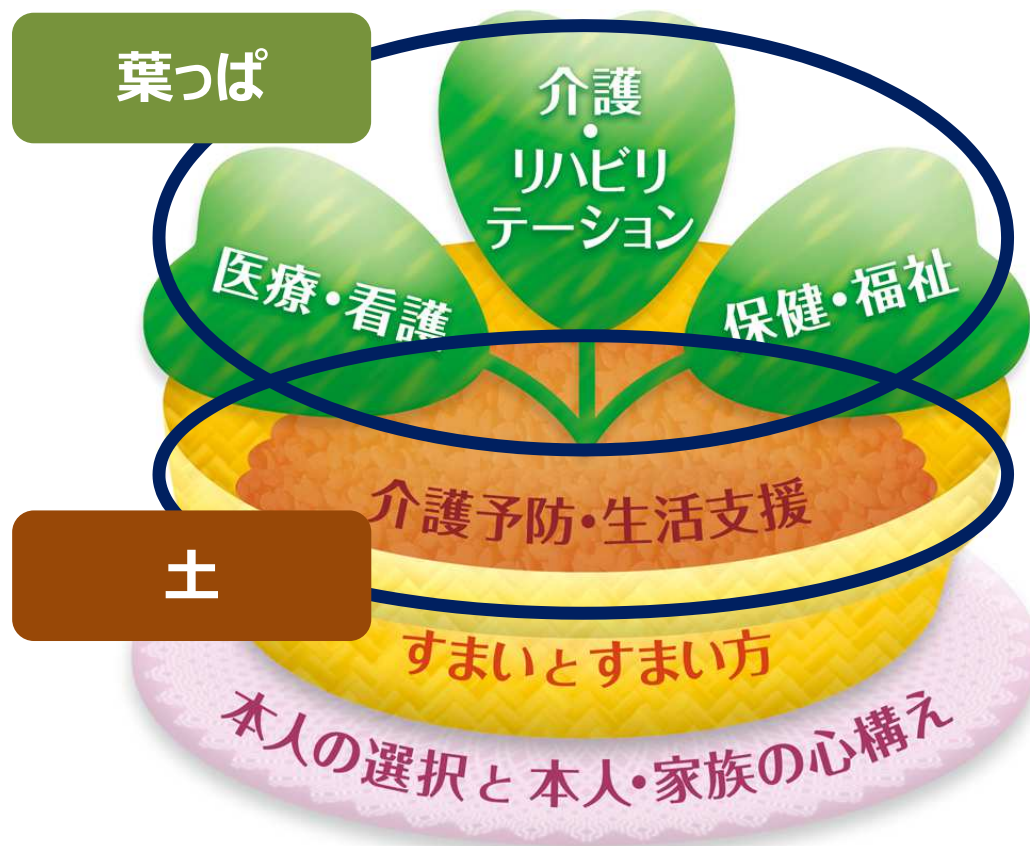 葉っぱ
介護
・
リハビリ
テーション
医療・看護
保健・福祉
介護予防・生活支援
土
すまいとすまい方
本人の選択と本人・家族の心構え